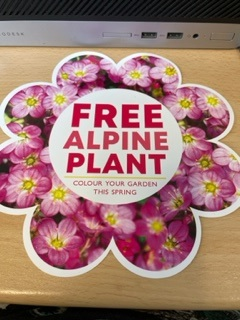 FREE
ALPINE
PLANT
COLOUR YOUR GARDEN
THIS SPRING